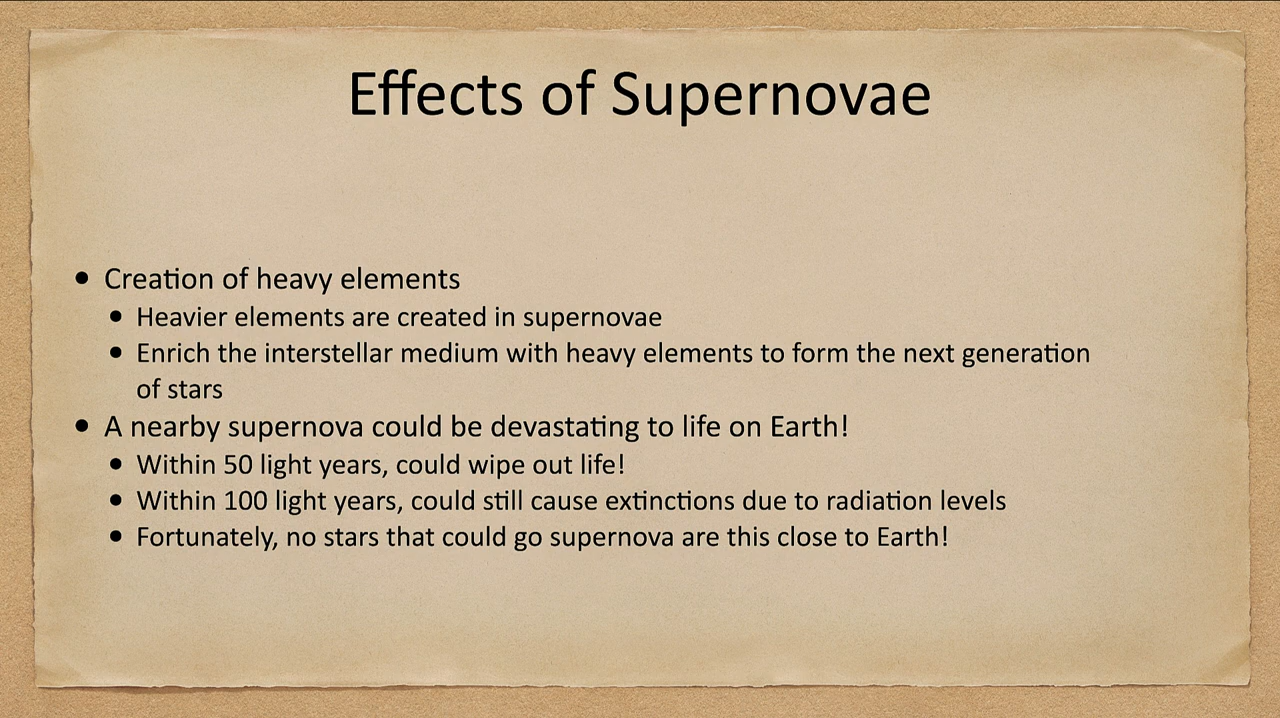 Effects of Supernovae
• Creation of heavy elements
• Heavier elements are created in supernovae
• Enrich the interstellar medium with heavy elements to form the next generation
of stars
• A nearby supernova could be devastating to life on Earth!
• Within 50 light years, could wipe out life!
• Within 100 light years, could still cause extinctions due to radiation levels
• Fortunately, no stars that could go supernova are this close to Earth!